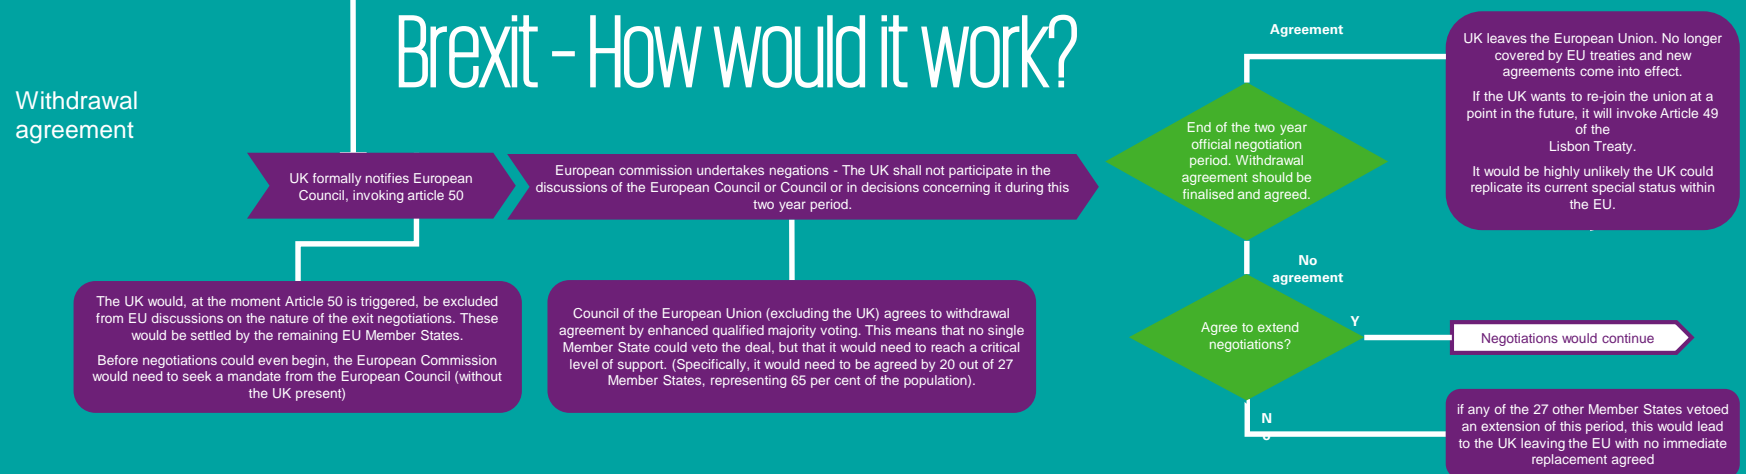 Brexit - How would it work?
Withdrawal
agreement
UK formally notifies European
Council, invoking article 50
European commission undertakes negations - The UK shall not participate in the
discussions of the European Council or Council or in decisions concerning it during this
two year period.
The UK would, at the moment Article 50 is triggered, be excluded
from EU discussions on the nature of the exit negotiations. These
would be settled by the remaining EU Member States.
Before negotiations could even begin, the European Commission
would need to seek a mandate from the European Council (without
the UK present)
Council of the European Union (excluding the UK) agrees to withdrawal
agreement by enhanced qualified majority voting. This means that no single
Member State could veto the deal, but that it would need to reach a critical
level of support. (Specifically, it would need to be agreed by 20 out of 27
Member States, representing 65 per cent of the population).
End of the two year
official negotiation
period. Withdrawal
agreement should be
finalised and agreed.
Agreement
UK leaves the European Union. No longer
covered by EU treaties and new
agreements come into effect.
If the UK wants to re-join the union at a
point in the future, it will invoke Article 49
of the
Lisbon Treaty.
It would be highly unlikely the UK could
replicate its current special status within
the EU.
No
agreement
Agree to extend
negotiations?
Y
Negotiations would continue
N
o
if any of the 27 other Member States vetoed
an extension of this period, this would lead
to the UK leaving the EU with no immediate
replacement agreed